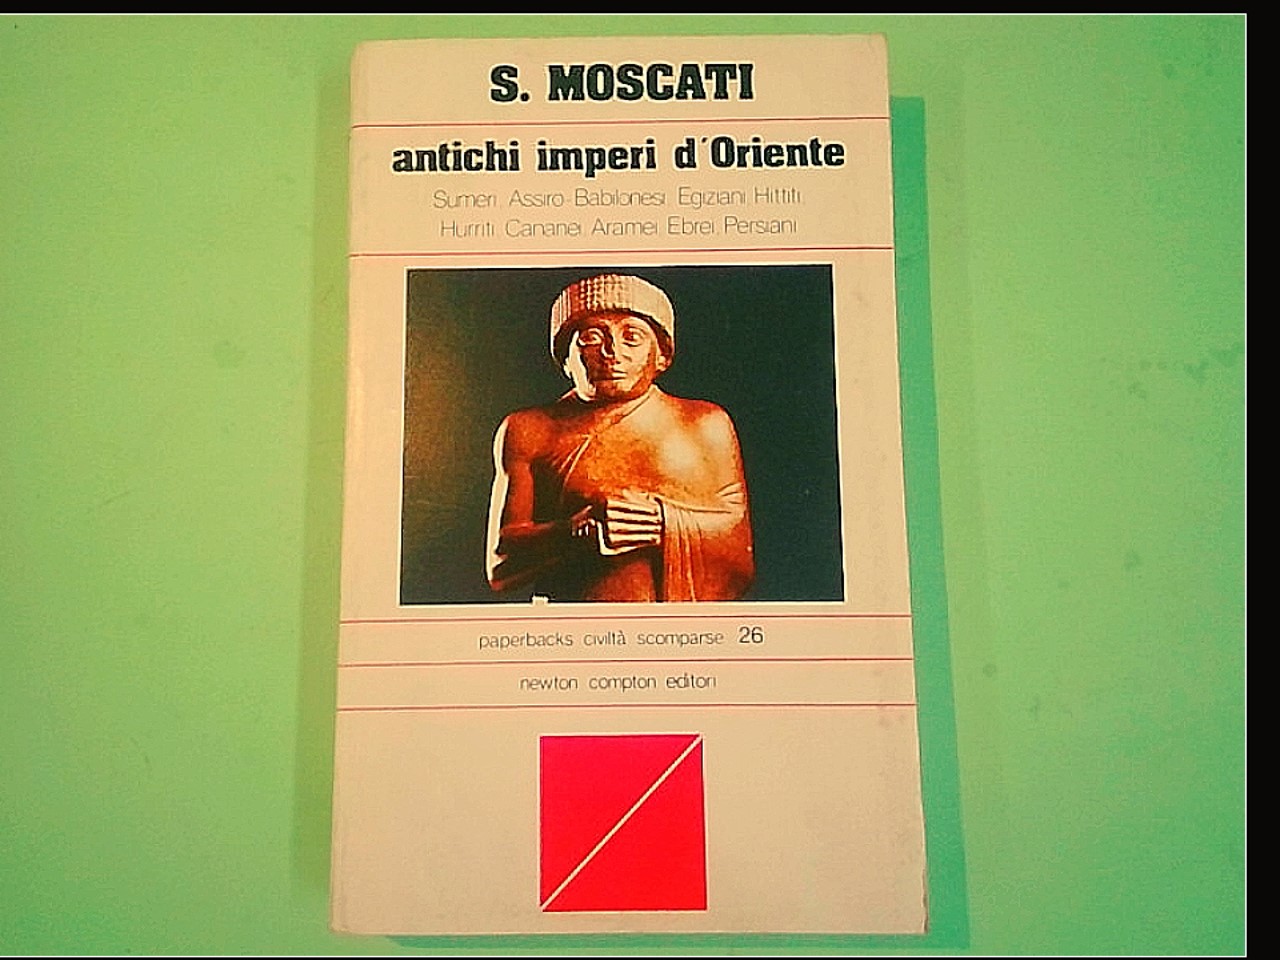 S. MOSCATI
antichi imperi d'Oriente
Sumeri, Assiro-Babilonesi, Egiziani, Hittiti,
Hurriti, Cananei, Aramei, Ebrei, Persiani
paperbacks civiltà scomparse 26
newton compton editori